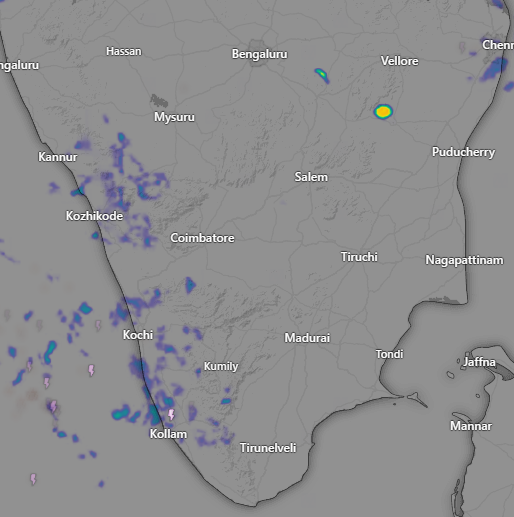 Hassan
Bengaluru
Chenn
ngaluru
Vellore
Mysuru
Kannur
Puducherry
Salem
Kozhikode
Coimbatore
Tiruchi
Nagapattinam
Kochi
Madurai
Tondi
Kumily
Jaffna
Kollam
Mannar
Tirunelveli